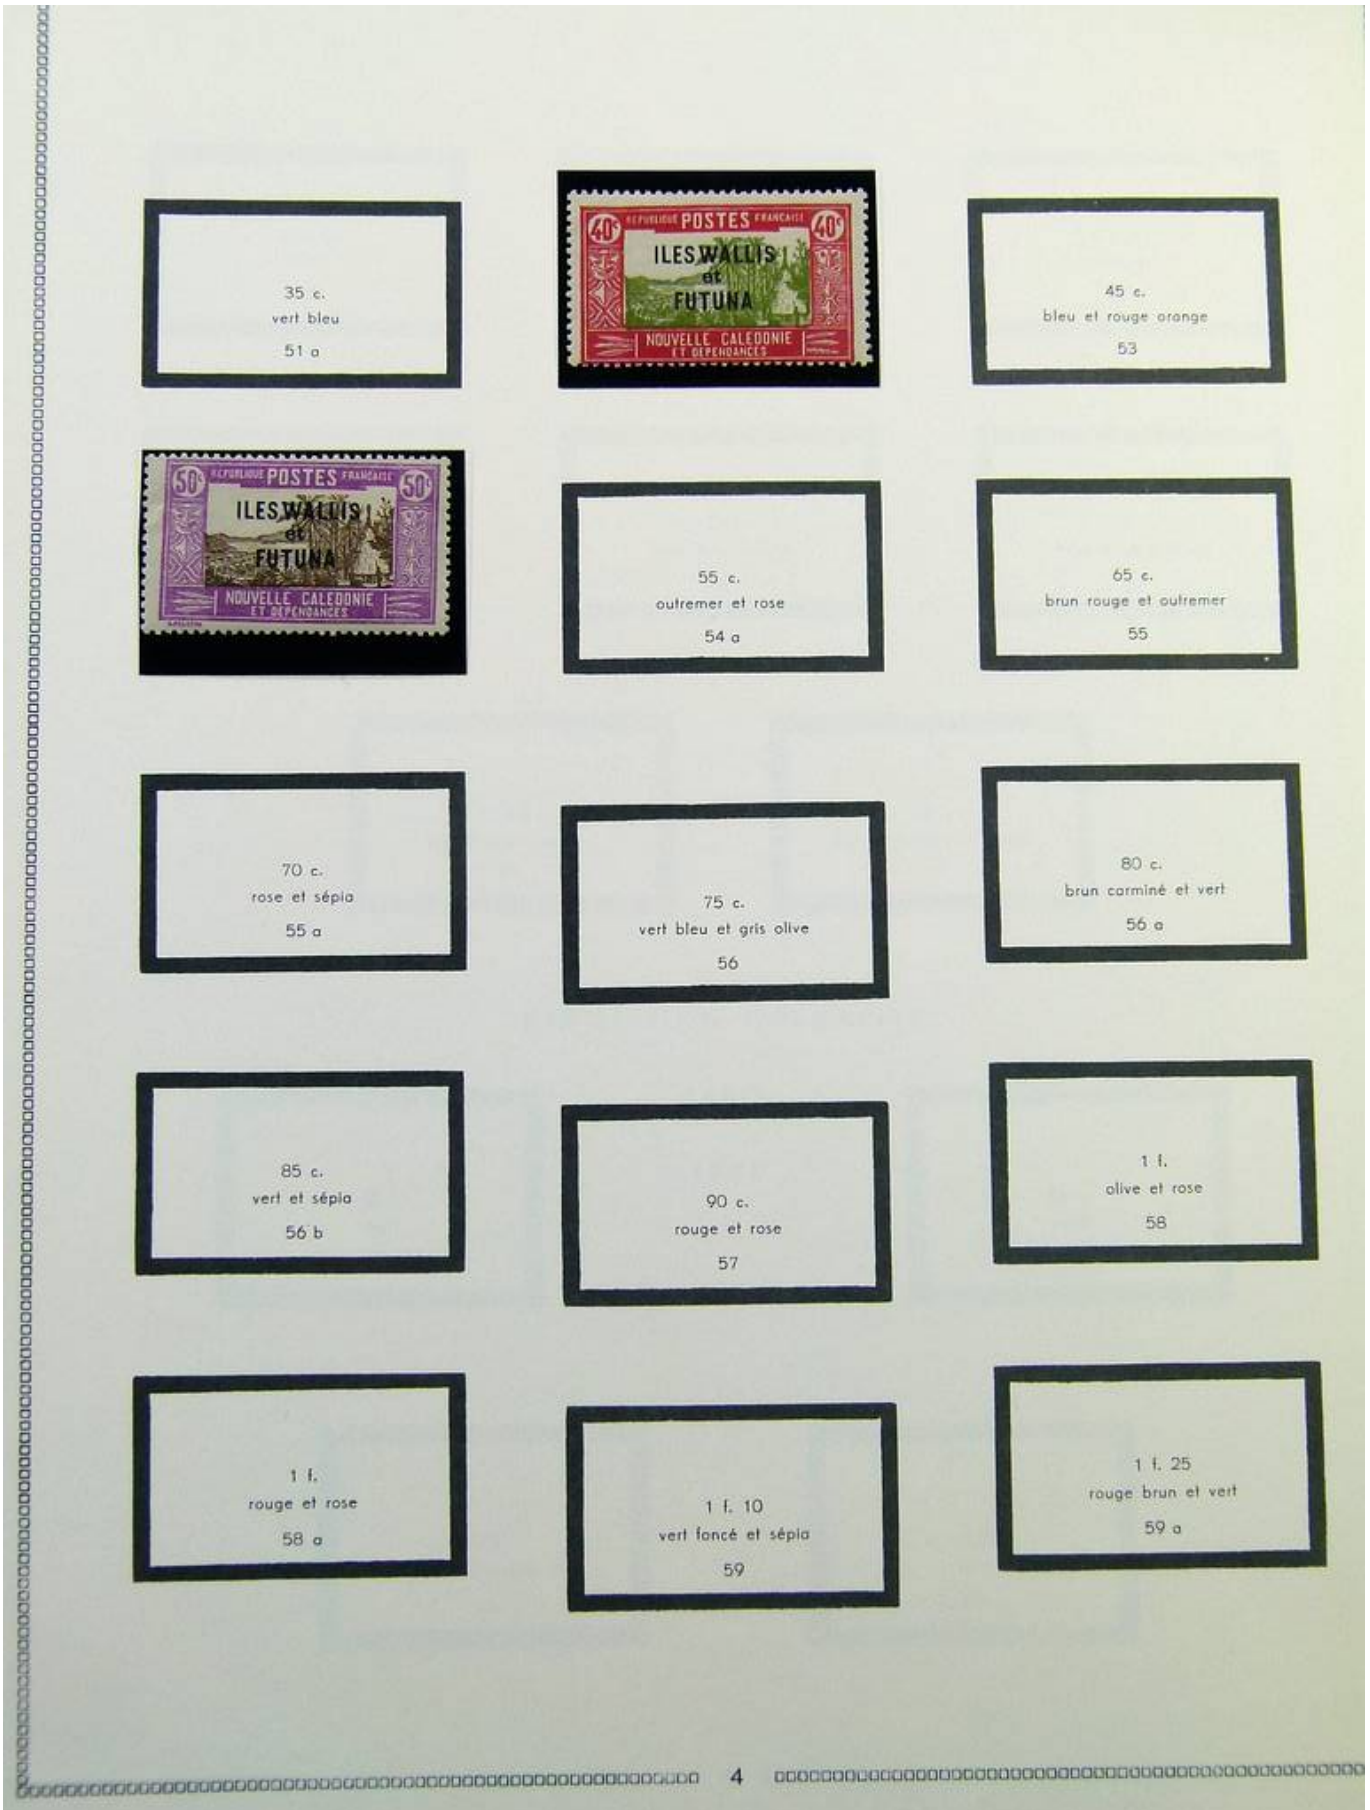 35 c.
vert bleu
51 a
40c REPUBLIQUE POSTES FRANCAISE 40c
ILES WALLIS
et
FUTUNA
NOUVELLE CALEDONIE
ET DEPENDANCES
45 c.
bleu et rouge orange
53
50c REPUBLIQUE POSTES FRANCAISE 50c
ILES WALLIS
et
FUTUNA
NOUVELLE CALEDONIE
ET DEPENDANCES
55 c.
outremer et rose
54 a
65 c.
brun rouge et outremer
55
70 c.
rose et sépia
55 a
75 c.
vert bleu et gris olive
56
80 c.
brun carminé et vert
56 a
85 c.
vert et sépia
56 b
90 c.
rouge et rose
57
1 f.
olive et rose
58
1 f.
rouge et rose
58 a
1 f. 10
vert foncé et sépia
59
1 f. 25
rouge brun et vert
59 a
4